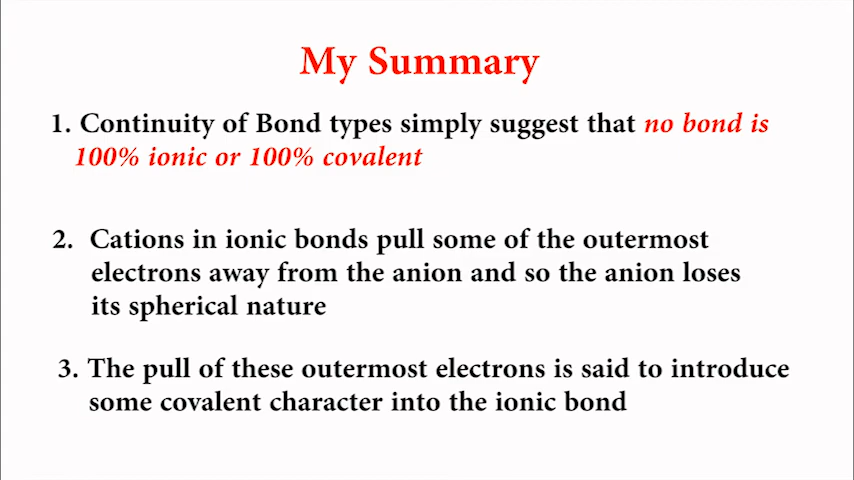 My Summary
1. Continuity of Bond types simply suggest that no bond is
100% ionic or 100% covalent
2. Cations in ionic bonds pull some of the outermost
electrons away from the anion and so the anion loses
its spherical nature
3. The pull of these outermost electrons is said to introduce
some covalent character into the ionic bond